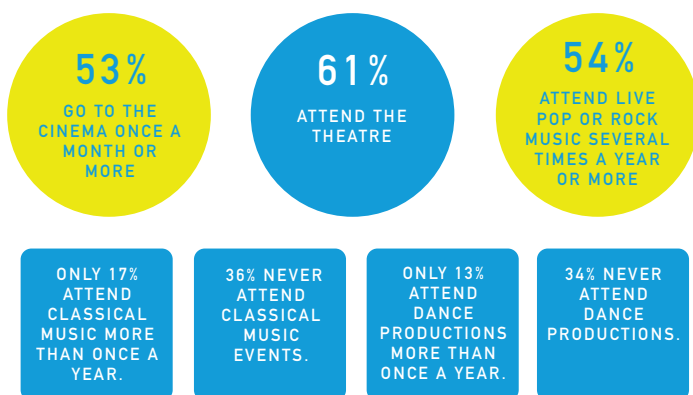 53%
GO TO THE
CINEMA ONCE A
MONTH OR
MORE
61%
ATTEND THE
THEATRE
54%
ATTEND LIVE
POP OR ROCK
MUSIC SEVERAL
TIMES A YEAR
OR MORE
ONLY 17%
ATTEND
CLASSICAL
MUSIC MORE
THAN ONCE A
YEAR.
36% NEVER
ATTEND
CLASSICAL
MUSIC
EVENTS.
ONLY 13%
ATTEND
DANCE
PRODUCTIONS
MORE THAN
ONCE A YEAR.
34% NEVER
ATTEND
DANCE
PRODUCTIONS.